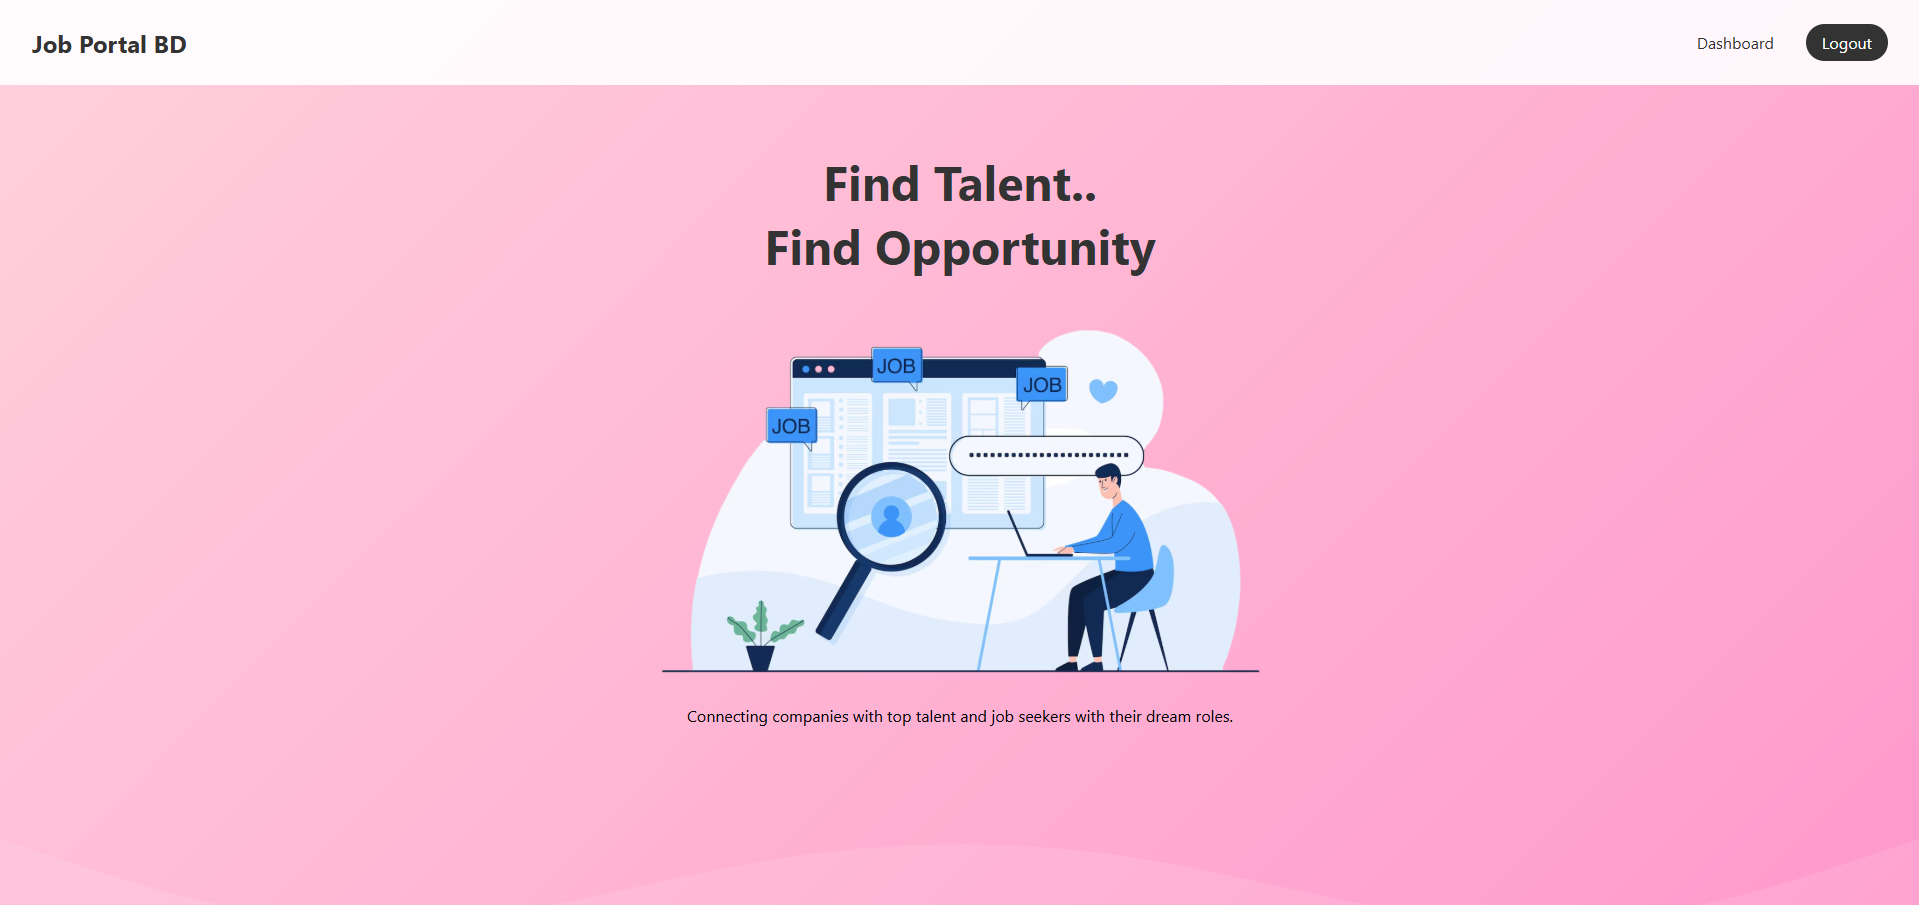 Job Portal BD
Dashboard
Logout
Find Talent..
Find Opportunity
JOB
JOB
JOB
Connecting companies with top talent and job seekers with their dream roles.